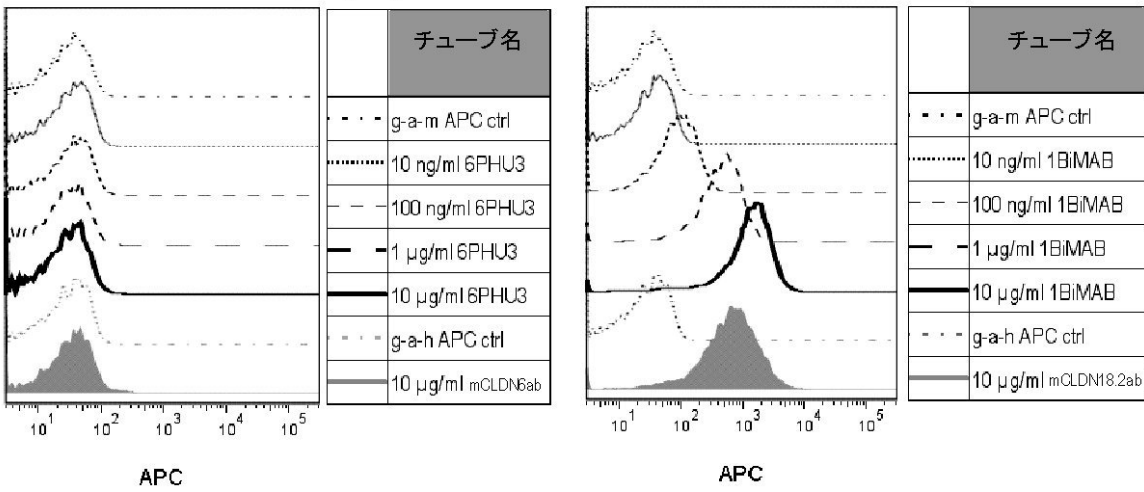 チューブ名
g-a-m APC ctrl
10 ng/ml 6PHU3
100 ng/ml 6PHU3
1 µg/ml 6PHU3
10 µg/ml 6PHU3
g-a-h APC ctrl
10 µg/ml mCLDN6ab
10¹ 10² 10³ 10⁴ 10⁵
APC
チューブ名
g-a-m APC ctrl
10 ng/ml 1BiMAB
100 ng/ml 1BiMAB
1 µg/ml 1BiMAB
10 µg/ml 1BiMAB
g-a-h APC ctrl
10 µg/ml mCLDN18.2ab
10¹ 10² 10³ 10⁴ 10⁵
APC